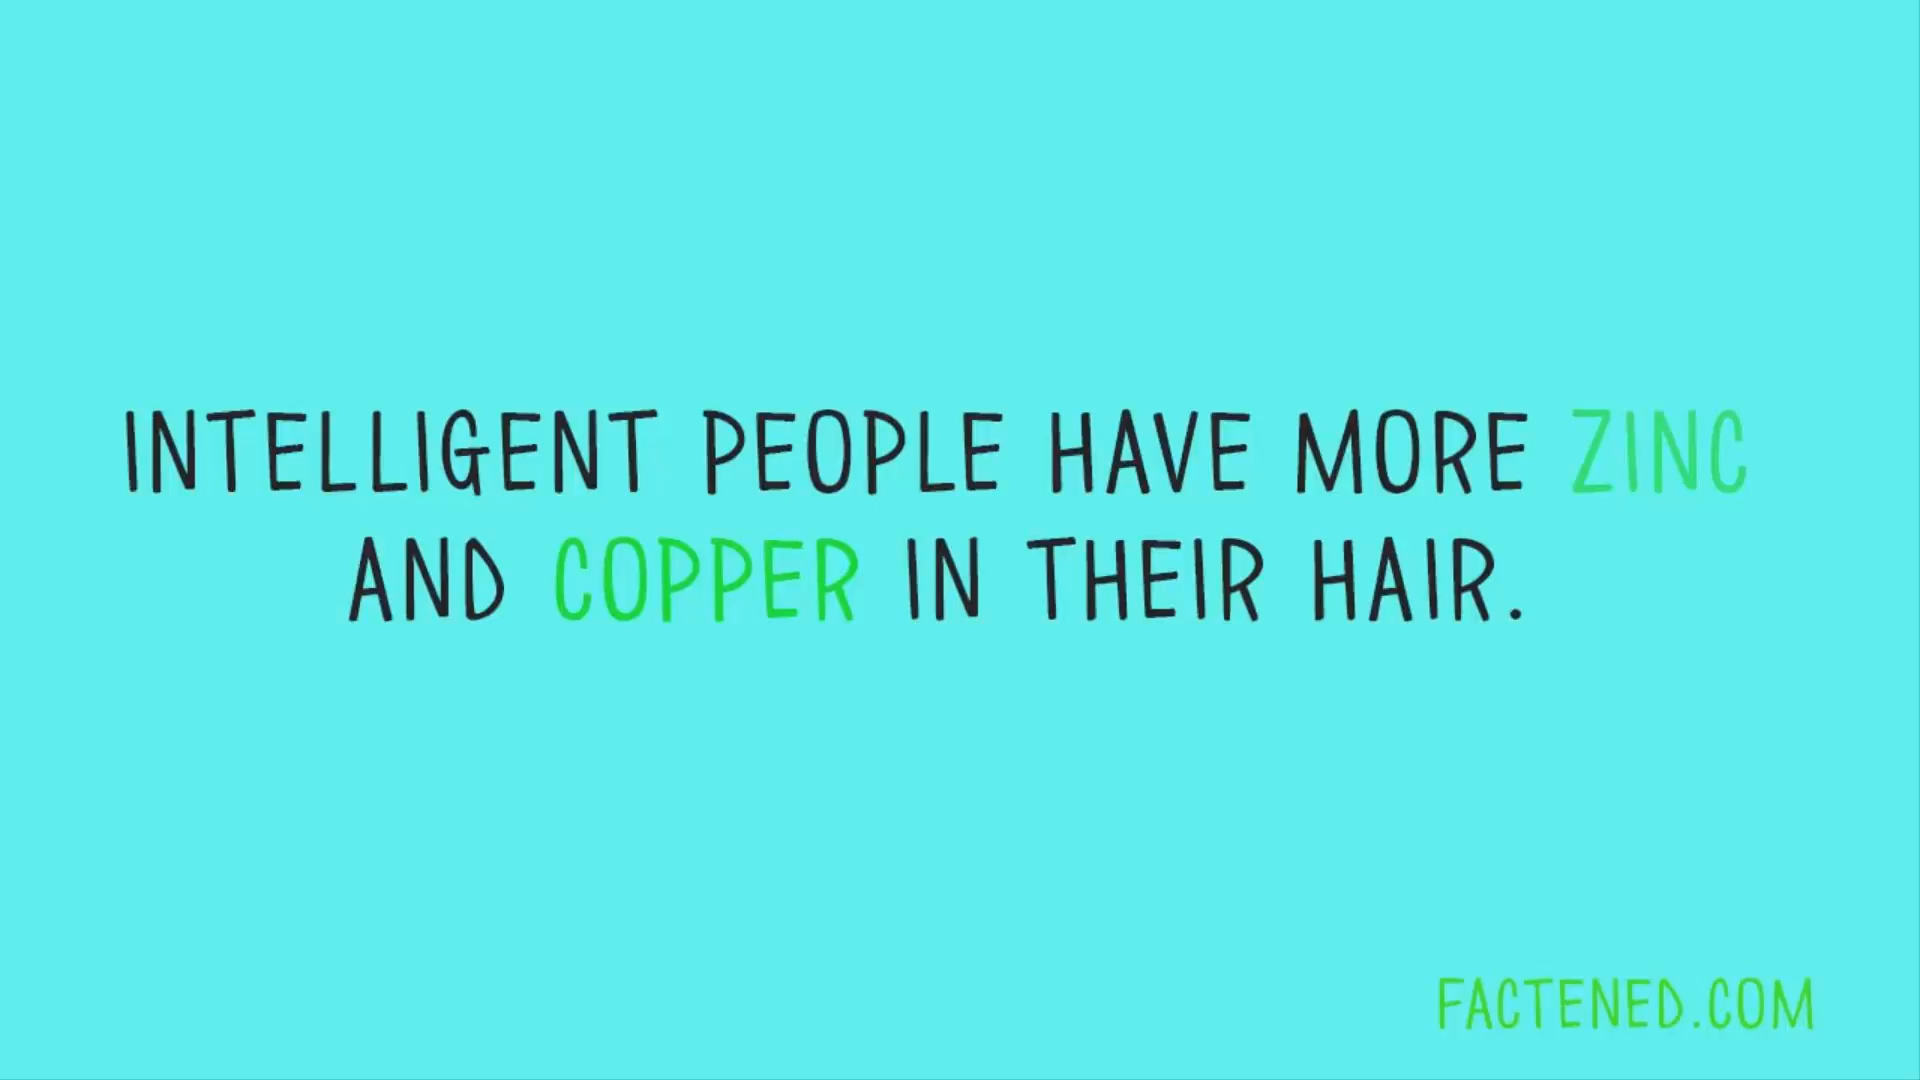 INTELLIGENT PEOPLE HAVE MORE ZINC
AND COPPER IN THEIR HAIR.
FACTENED.COM